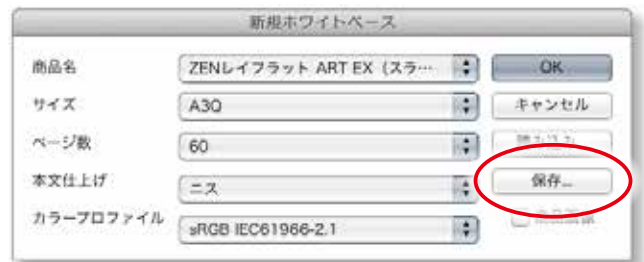 新規ホワイトベース
商品名
ZENレイフラット ART EX（スラ…
OK
サイズ
A3Q
キャンセル
ページ数
60
本文仕上げ
ニス
保存...
カラープロファイル
sRGB IEC61966-2.1